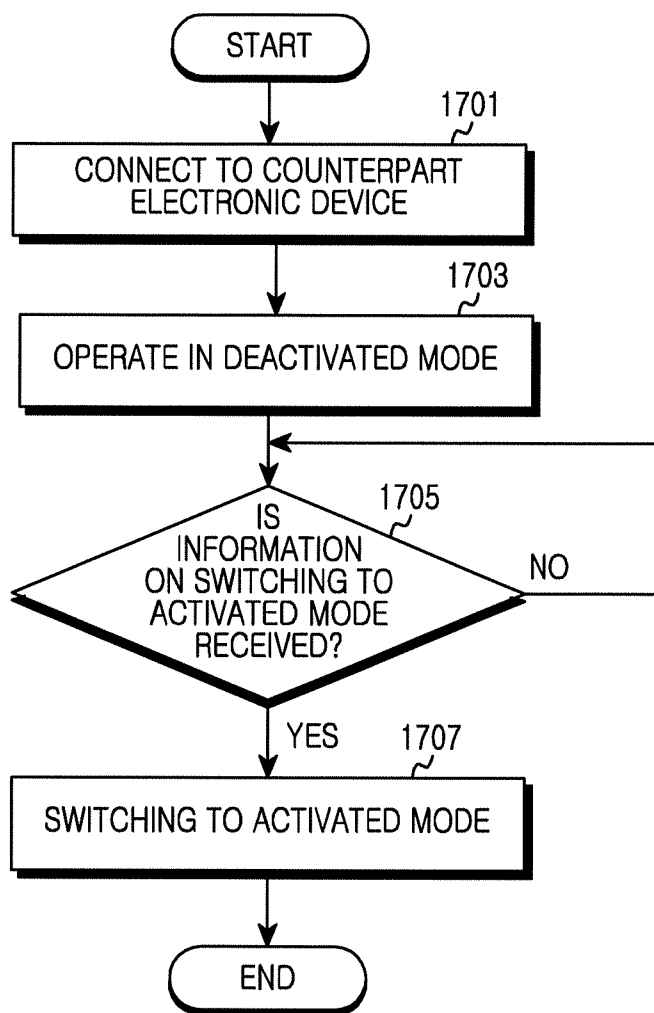 START
1701
CONNECT TO COUNTERPART
ELECTRONIC DEVICE
1703
OPERATE IN DEACTIVATED MODE
1705
IS
INFORMATION
ON SWITCHING TO
ACTIVATED MODE
RECEIVED?
NO
YES
1707
SWITCHING TO ACTIVATED MODE
END